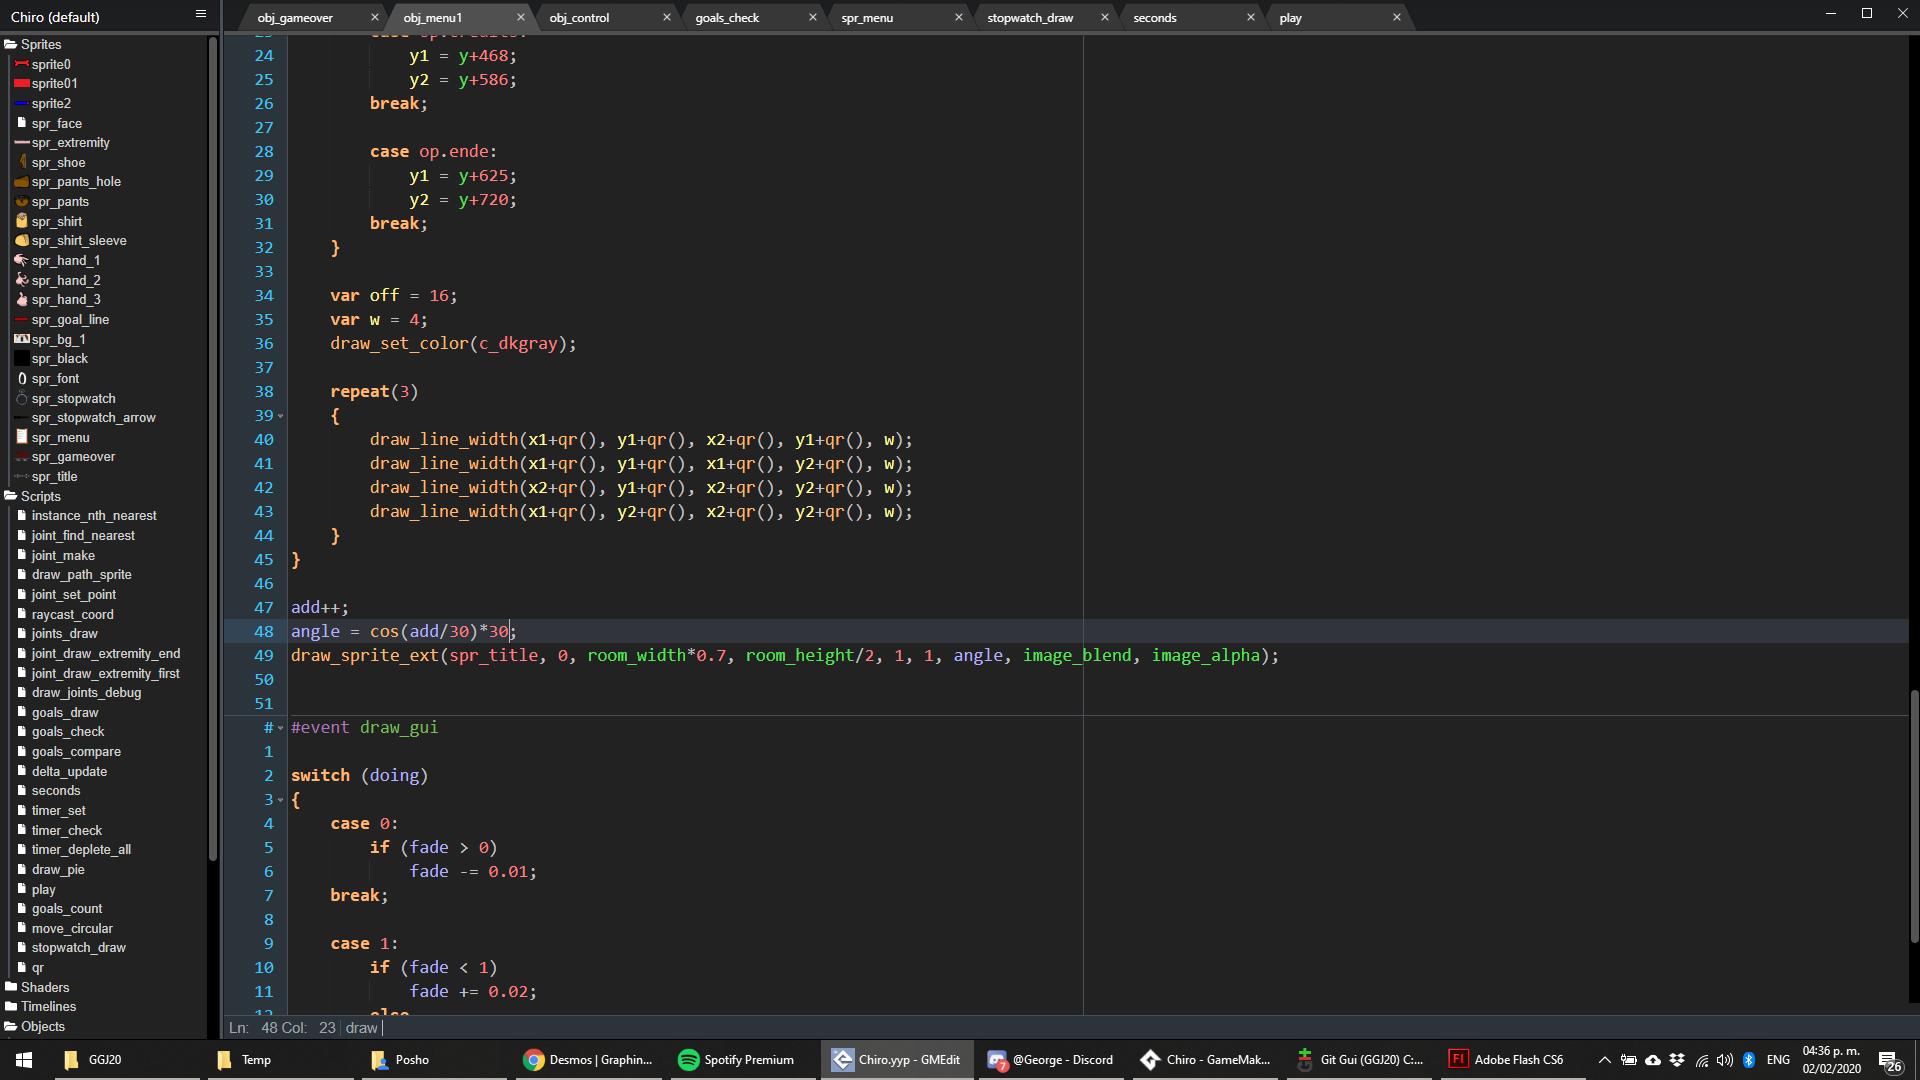 Chiro (default)
obj_gameover
obj_menu1
obj_control
goals_check
spr_menu
stopwatch_draw
seconds
play
Sprites
sprite0
sprite01
sprite2
spr_face
spr_extremity
spr_shoe
spr_pants_hole
spr_pants
spr_shirt
spr_shirt_sleeve
spr_hand_1
spr_hand_2
spr_hand_3
spr_goal_line
spr_bg_1
spr_black
spr_font
spr_stopwatch
spr_stopwatch_arrow
spr_menu
spr_gameover
spr_title
Scripts
instance_nth_nearest
joint_find_nearest
joint_make
draw_path_sprite
joint_set_point
raycast_coord
joints_draw
joint_draw_extremity_end
joint_draw_extremity_first
draw_joints_debug
goals_draw
goals_check
goals_compare
delta_update
seconds
timer_set
timer_check
timer_deplete_all
draw_pie
play
goals_count
move_circular
stopwatch_draw
qr
Shaders
Timelines
Objects
24 y1 = y+468;
25 y2 = y+586;
26 break;
27
28 case op.ende:
29 y1 = y+625;
30 y2 = y+720;
31 break;
32 }
33
34 var off = 16;
35 var w = 4;
36 draw_set_color(c_dkgray);
37
38 repeat(3)
39 {
40 draw_line_width(x1+qr(), y1+qr(), x2+qr(), y1+qr(), w);
41 draw_line_width(x1+qr(), y1+qr(), x1+qr(), y2+qr(), w);
42 draw_line_width(x2+qr(), y1+qr(), x2+qr(), y2+qr(), w);
43 draw_line_width(x1+qr(), y2+qr(), x2+qr(), y2+qr(), w);
44 }
45 }
46
47 add++;
48 angle = cos(add/30)*30;
49 draw_sprite_ext(spr_title, 0, room_width*0.7, room_height/2, 1, 1, angle, image_blend, image_alpha);
50
51
# #event draw_gui
1
2 switch (doing)
3 {
4 case 0:
5 if (fade > 0)
6 fade -= 0.01;
7 break;
8
9 case 1:
10 if (fade < 1)
11 fade += 0.02;
12 else
Ln: 48 Col: 23 draw
GGJ20
Temp
Posho
Desmos | Graphin...
Spotify Premium
Chiro.yyp - GMEdit
7
@George - Discord
Chiro - GameMak...
Git Gui (GGJ20) C:...
Fl
Adobe Flash CS6
ENG
04:36 p. m.
02/02/2020
26